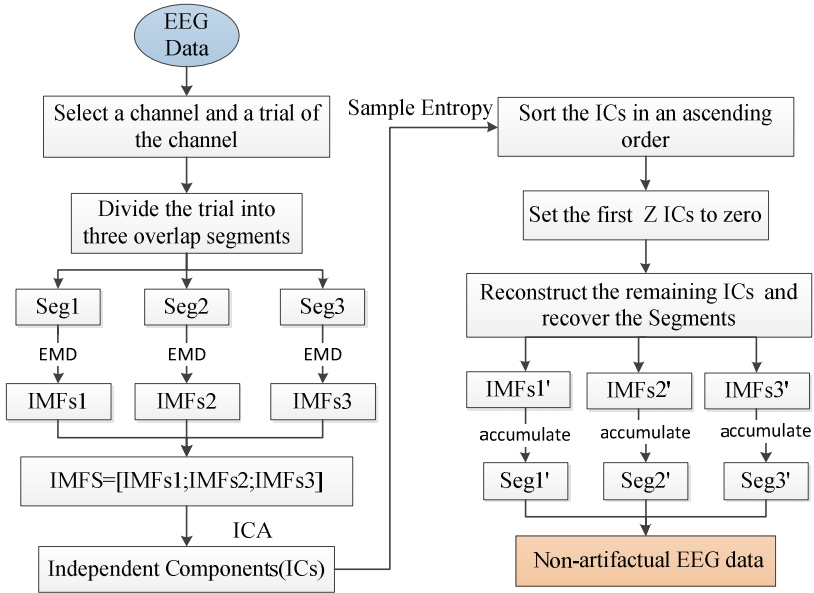 EEG
Data
Select a channel and a trial of
the channel
Divide the trial into
three overlap segments
Seg1
Seg2
Seg3
EMD
EMD
EMD
IMFs1
IMFs2
IMFs3
IMFS=[IMFs1;IMFs2;IMFs3]
ICA
Independent Components(ICs)
Sample Entropy
Sort the ICs in an ascending
order
Set the first Z ICs to zero
Reconstruct the remaining ICs and
recover the Segments
IMFs1'
IMFs2'
IMFs3'
accumulate
accumulate
accumulate
Seg1'
Seg2'
Seg3'
Non-artifactual EEG data